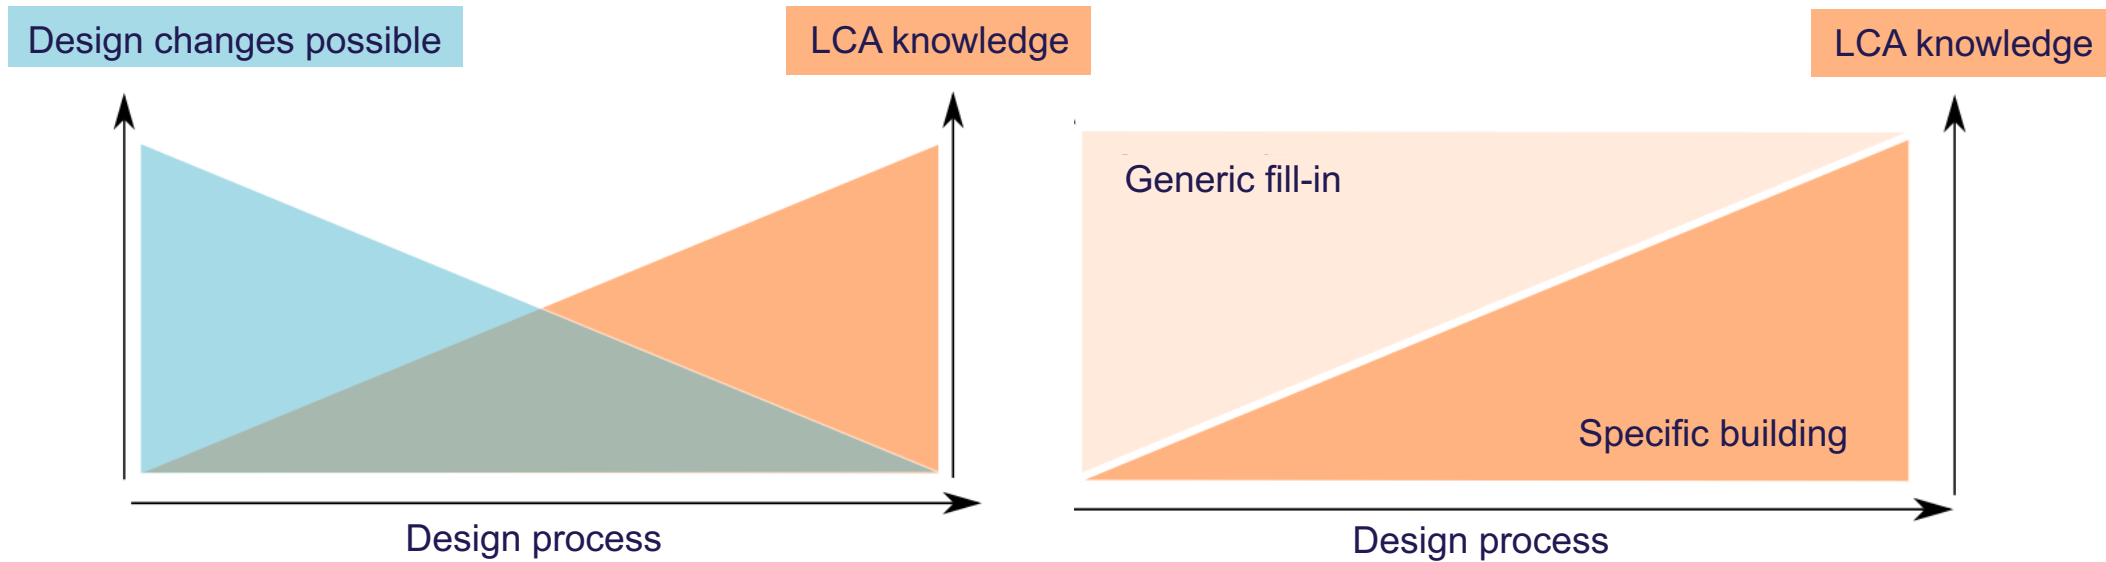 Design changes possible
LCA knowledge
Design process
LCA knowledge
Generic fill-in
Specific building
Design process